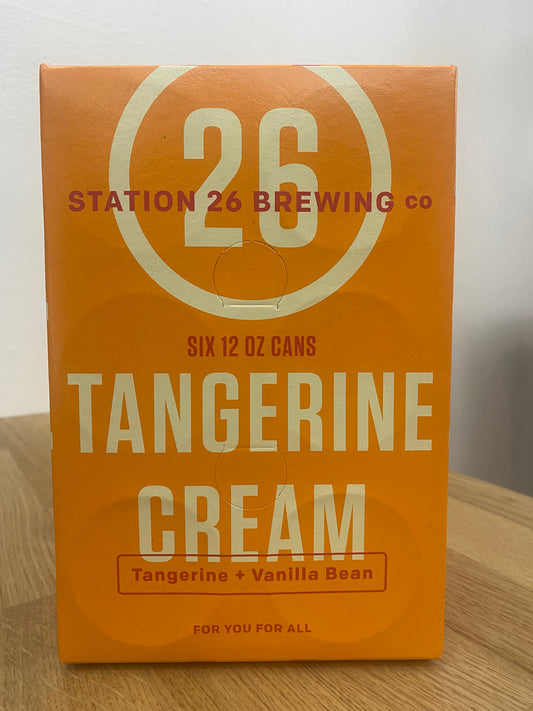 26
STATION 26 BREWING CO
SIX 12 OZ CANS
TANGERINE
CREAM
Tangerine + Vanilla Bean
FOR YOU FOR ALL